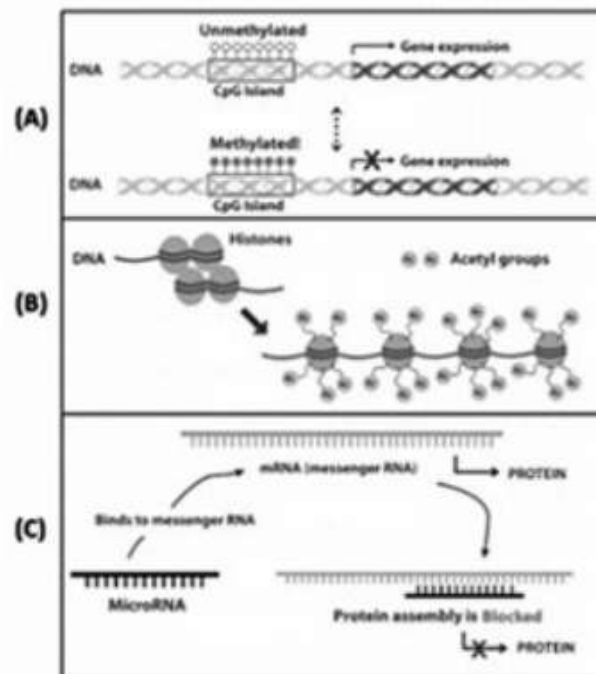 (A)
Unmethylated
Gene expression
DNA
CpG Island
Methylated!
Gene expression
DNA
CpG Island
(B)
Histones
DNA
Acetyl groups
(C)
mRNA (messenger RNA)
PROTEIN
Binds to messenger RNA
MicroRNA
Protein assembly is Blocked
PROTEIN